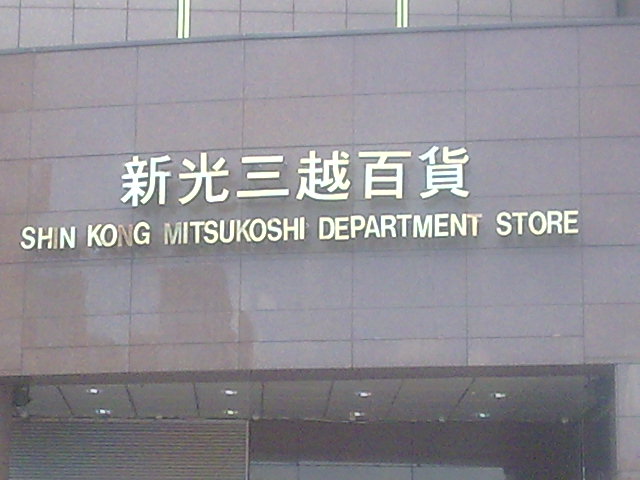 新光三越百貨
SHIN KONG MITSUKOSHI DEPARTMENT STORE